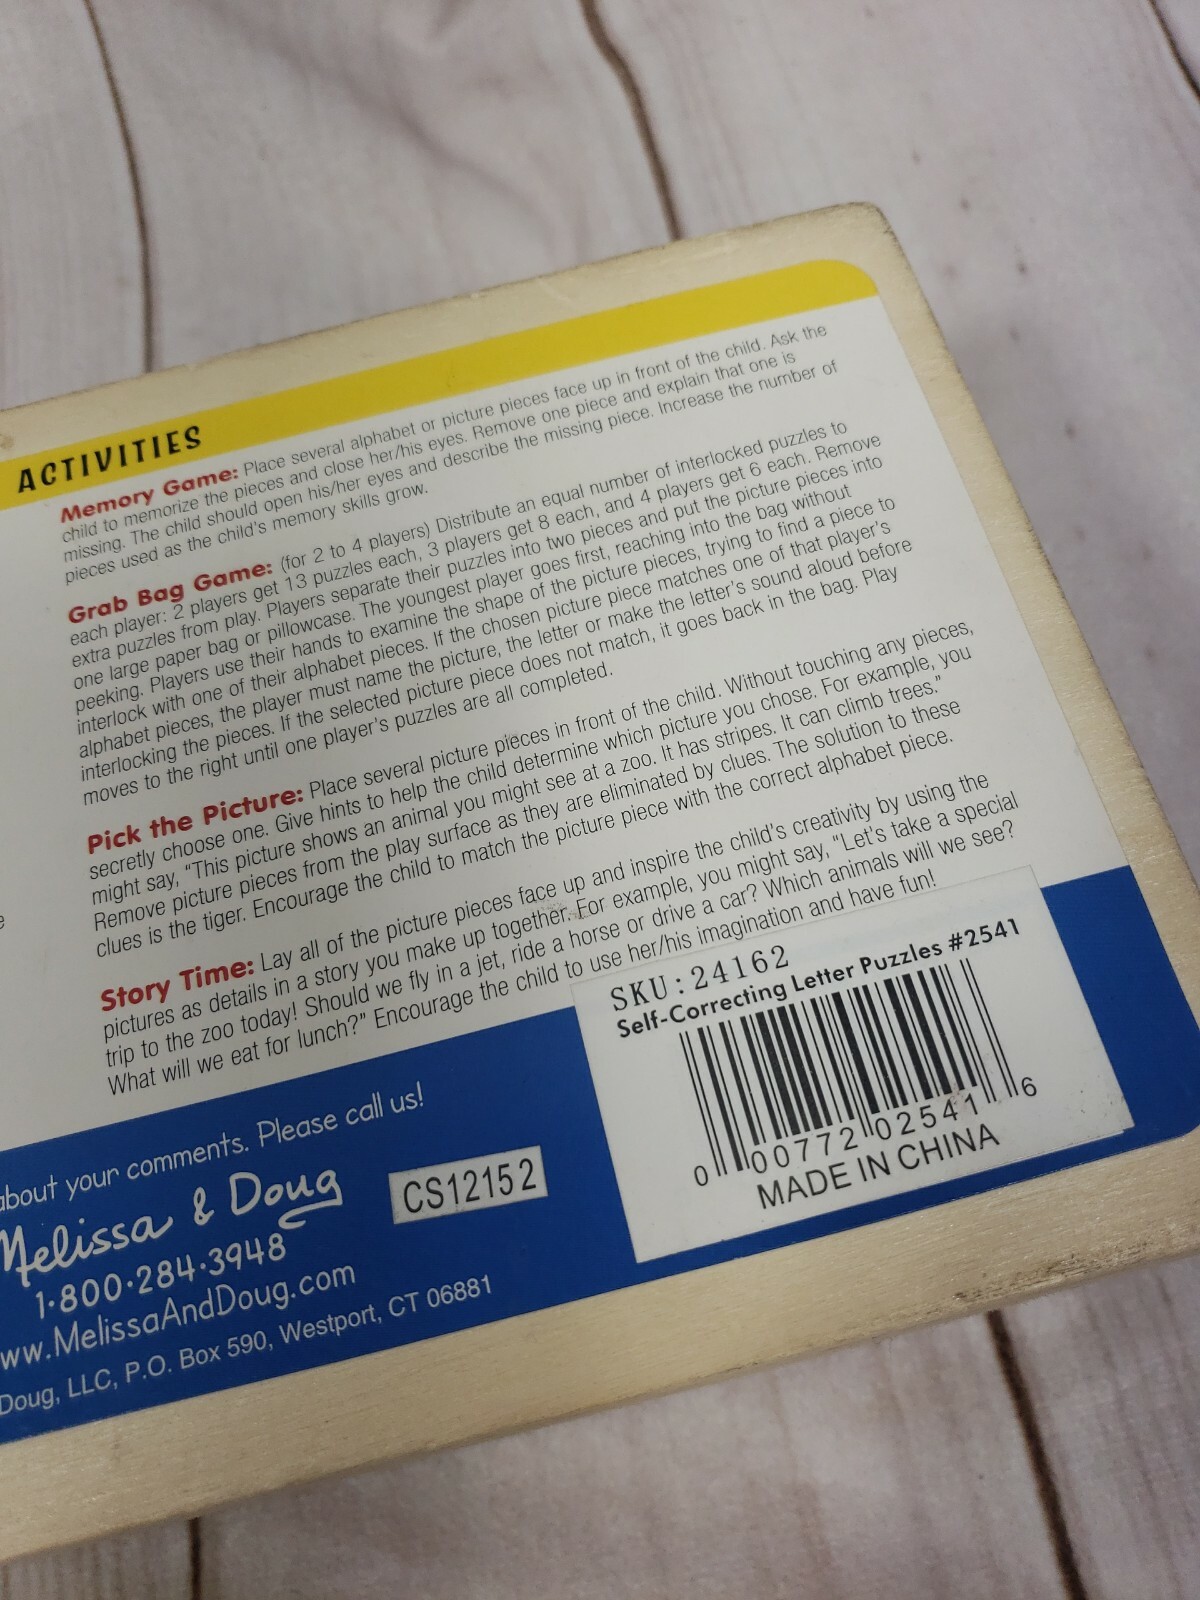 ACTIVITIES
Memory Game: Place several alphabet or picture pieces face up in front of the child. Ask the
child to memorize the pieces and close her/his eyes. Remove one piece and explain that one is
missing. The child should open his/her eyes and describe the missing piece. Increase the number of
pieces used as the child's memory skills grow.
Grab Bag Game: (for 2 to 4 players) Distribute an equal number of interlocked puzzles to
each player: 2 players get 13 puzzles each, 3 players get 8 each, and 4 players get 6 each. Remove
extra puzzles from play. Players separate their puzzles into two pieces and put the picture pieces into
one large paper bag or pillowcase. The youngest player goes first, reaching into the bag without
peeking. Players use their hands to examine the shape of the picture pieces, trying to find a piece to
interlock with one of their alphabet pieces. If the chosen picture piece matches one of that player's
alphabet pieces, the player must name the picture, the letter or make the letter's sound aloud before
interlocking the pieces. If the selected picture piece does not match, it goes back in the bag. Play
moves to the right until one player's puzzles are all completed.
Pick the Picture: Place several picture pieces in front of the child. Without touching any pieces,
secretly choose one. Give hints to help the child determine which picture you chose. For example, you
might say, "This picture shows an animal you might see at a zoo. It has stripes. It can climb trees."
Remove picture pieces from the play surface as they are eliminated by clues. The solution to these
clues is the tiger. Encourage the child to match the picture piece with the correct alphabet piece.
Story Time: Lay all of the picture pieces face up and inspire the child's creativity by using the
pictures as details in a story you make up together. For example, you might say, "Let's take a special
trip to the zoo today! Should we fly in a jet, ride a horse or drive a car? Which animals will we see?
What will we eat for lunch?" Encourage the child to use her/his imagination and have fun!
e
about your comments. Please call us!
Melissa & Doug
1·800·284·3948
ww.MelissaAndDoug.com
Doug, LLC, P.O. Box 590, Westport, CT 06881
CS12152
SKU:24162
Self-Correcting Letter Puzzles #2541
0 00772 02541 6
MADE IN CHINA